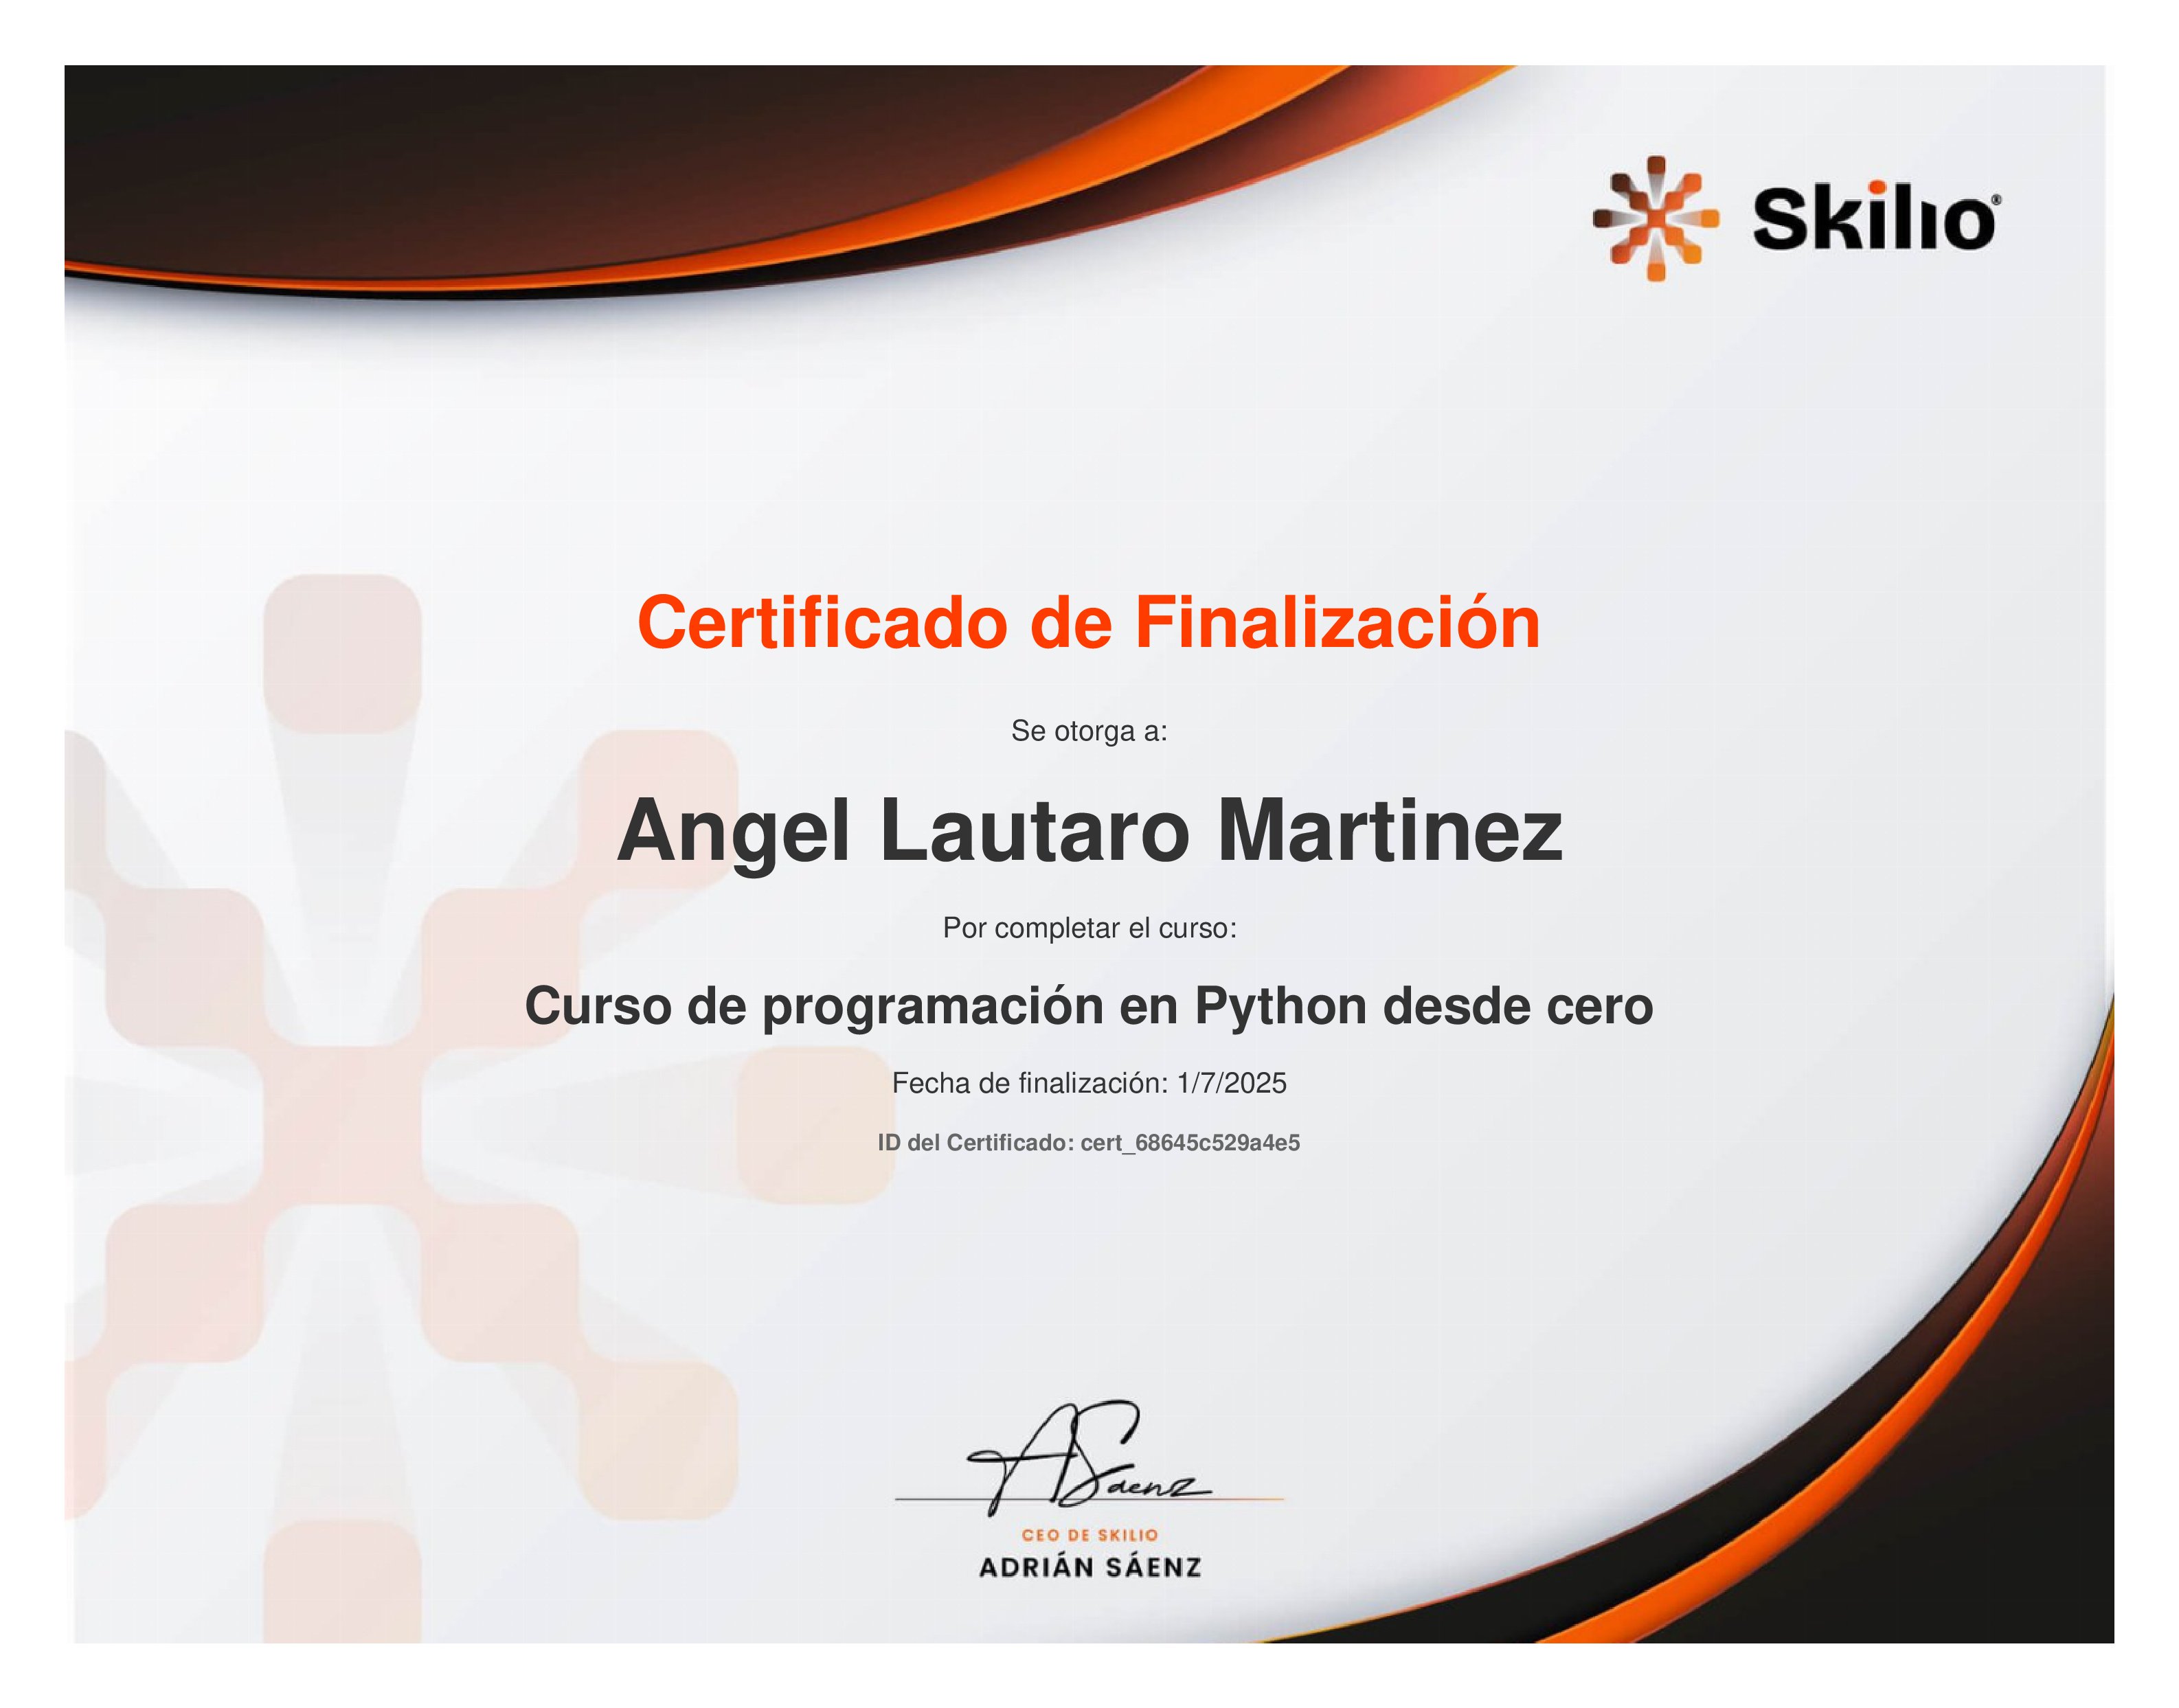 Skilio®
Certificado de Finalización
Se otorga a:
Angel Lautaro Martinez
Por completar el curso:
Curso de programación en Python desde cero
Fecha de finalización: 1/7/2025
ID del Certificado: cert_68645c529a4e5
ASaenz
CEO DE SKILIO
ADRIÁN SÁENZ